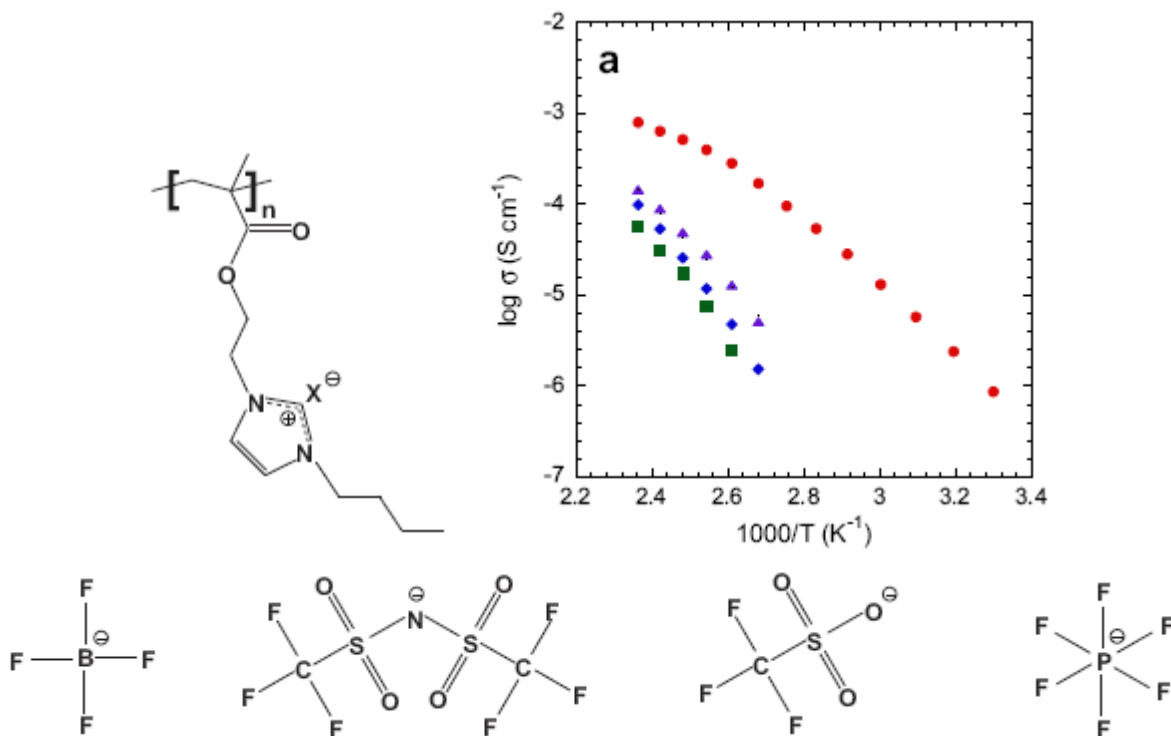 a
-2
-3
-4
-5
-6
-7
log σ (S cm⁻¹)
2.2 2.4 2.6 2.8 3 3.2 3.4
1000/T (K⁻¹)
[ ]n
O
O
X⊖
N
⊕
N
F
F B⊖ F
F
O ⊖ O
F S N S F
F C O O C F
F F
O O⊖
F S
F C O
F
F
F F
P⊖
F F
F